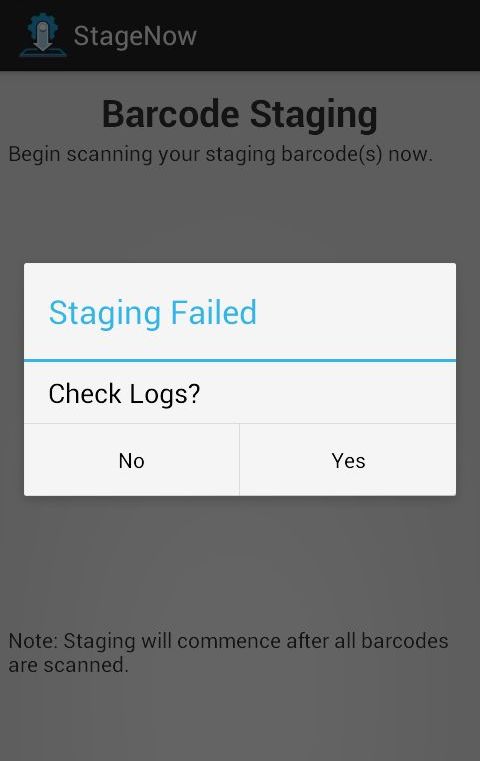 StageNow
Barcode Staging
Begin scanning your staging barcode(s) now.
Staging Failed
Check Logs?
No
Yes
Note: Staging will commence after all barcodes
are scanned.